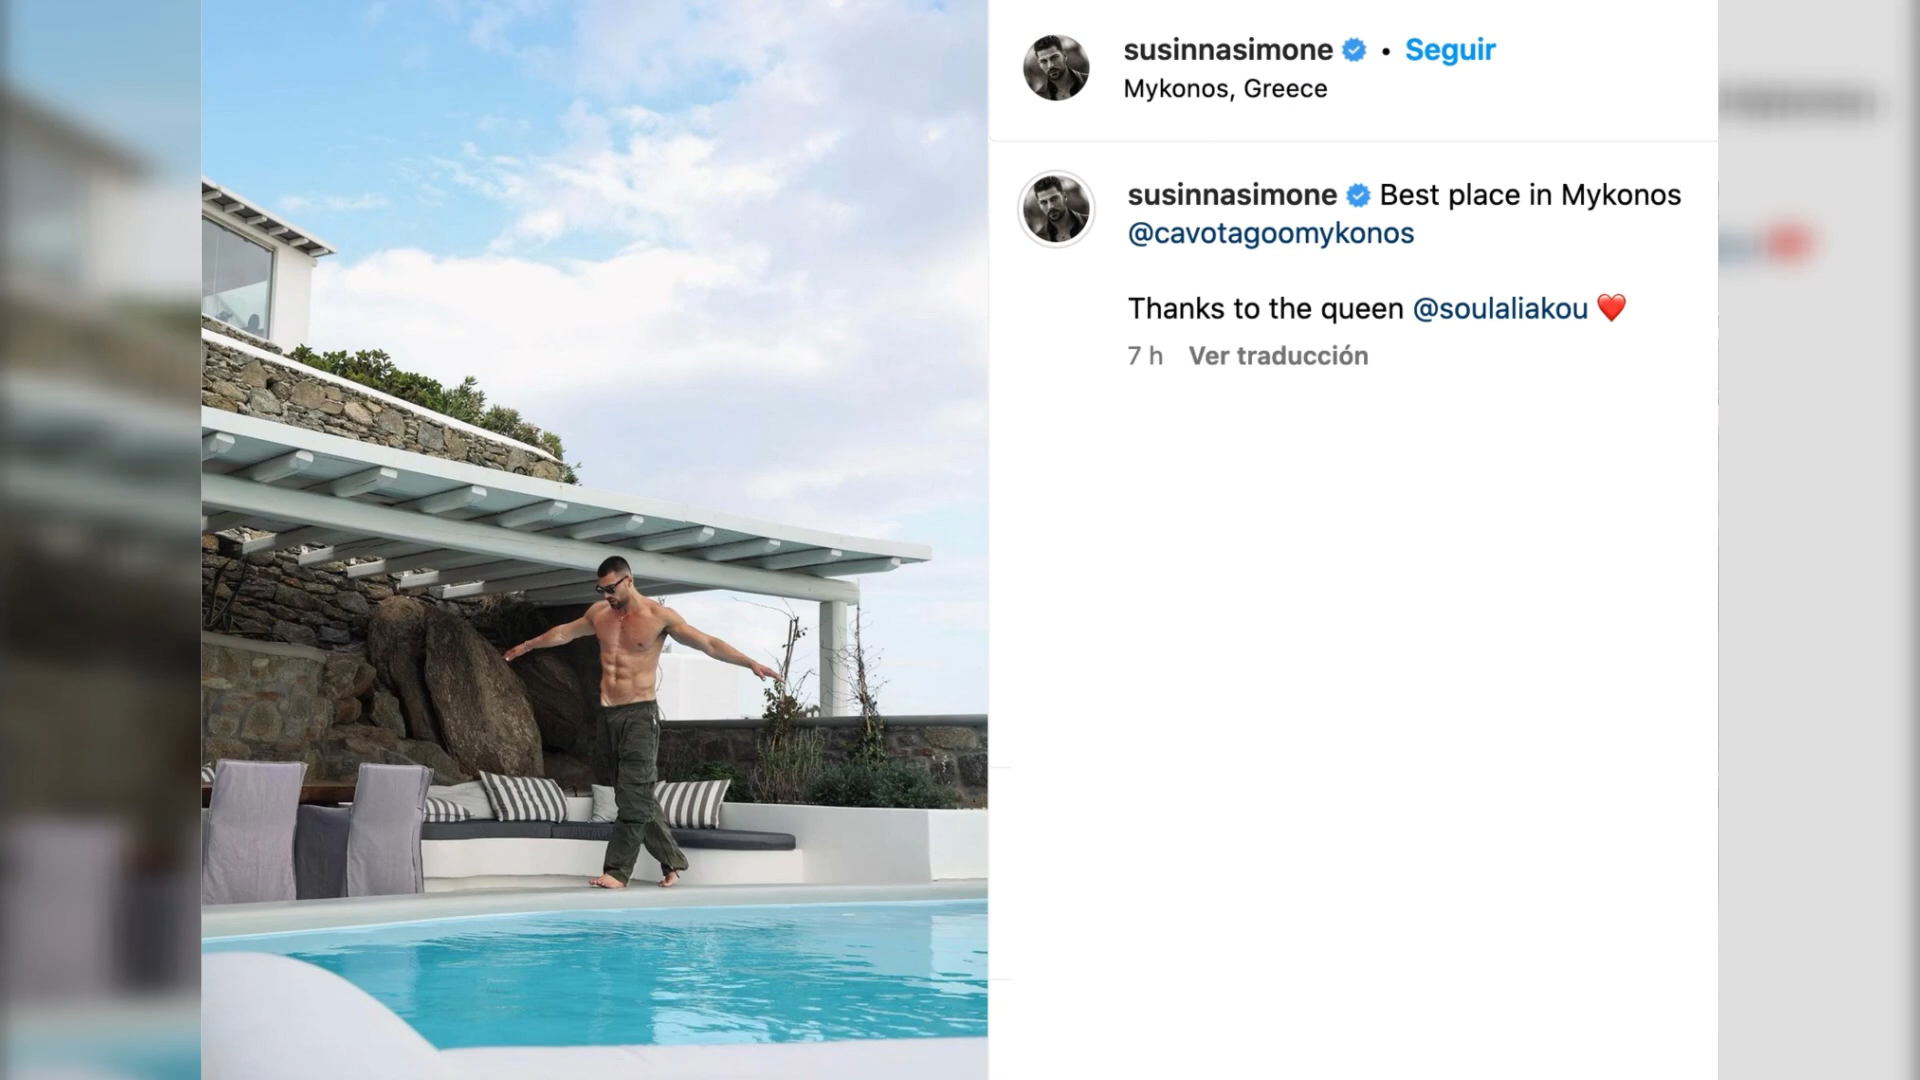 susinnasimone • Seguir
Mykonos, Greece
susinnasimone Best place in Mykonos
@cavotagoomykonos
Thanks to the queen @soulaliakou ❤️
7 h Ver traducción